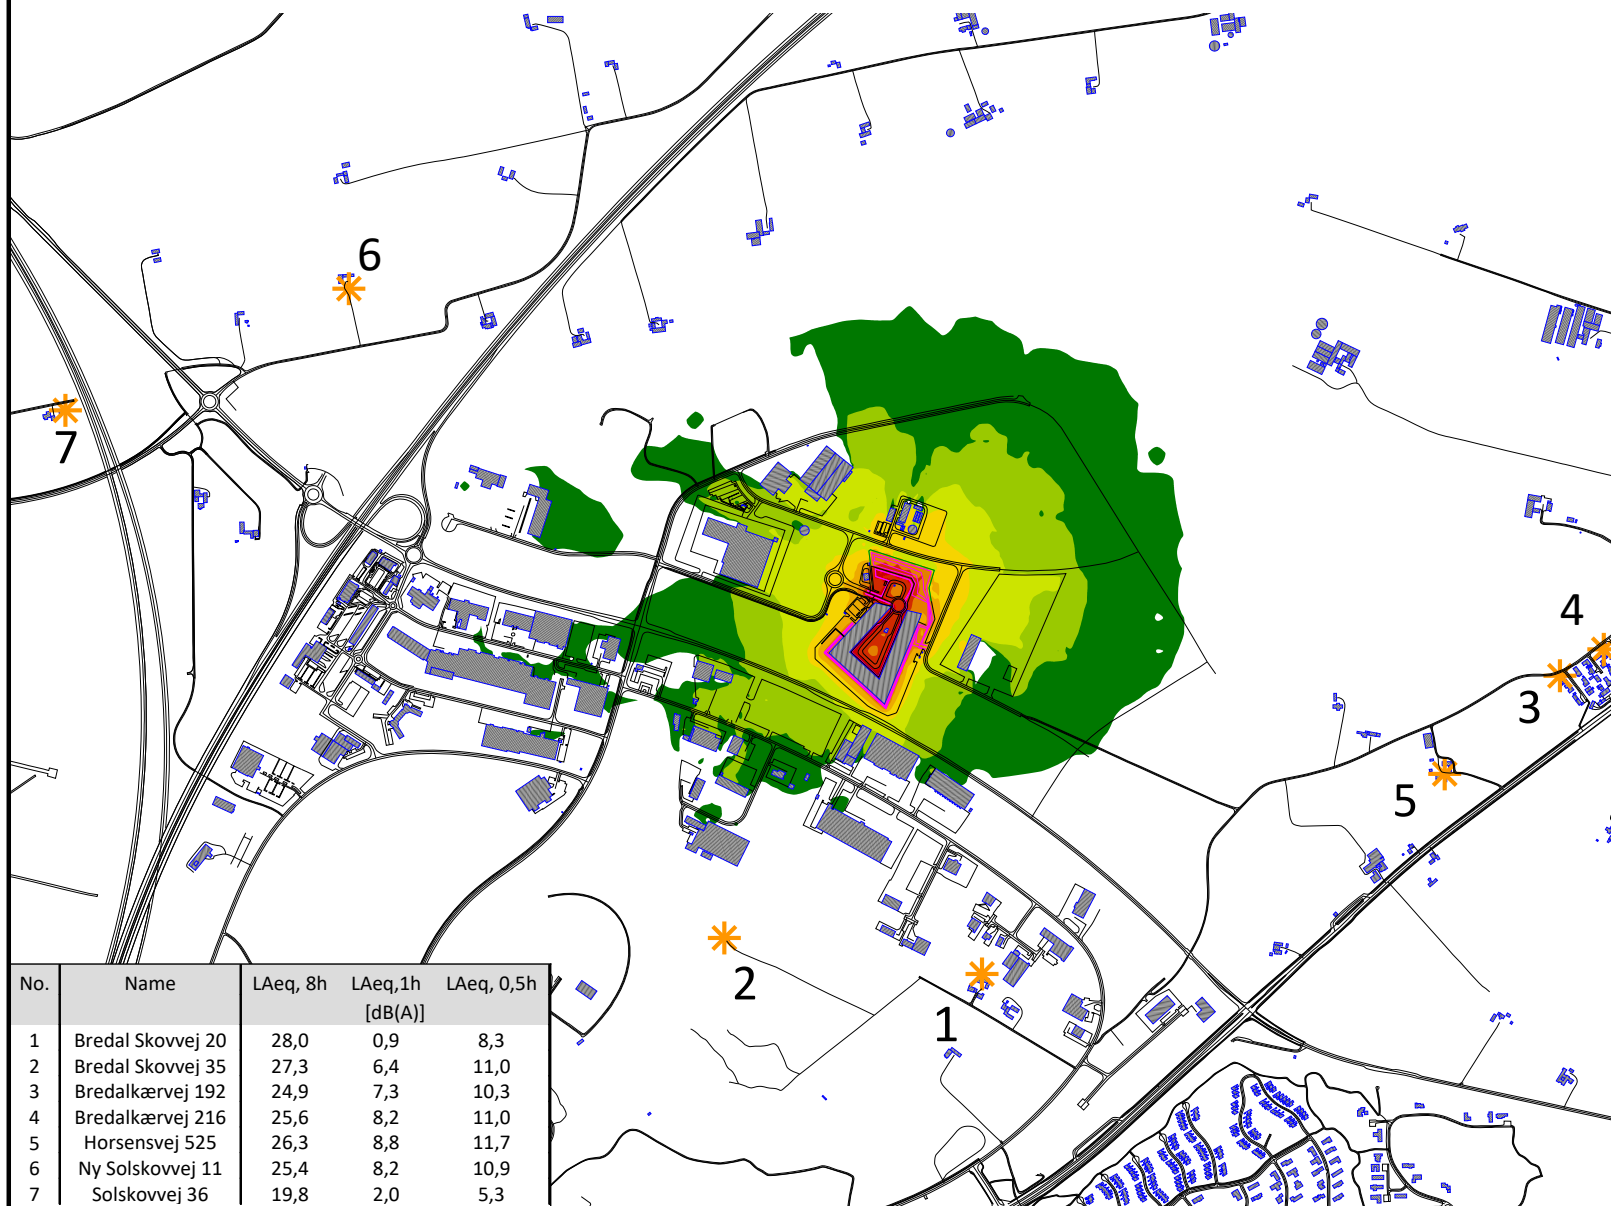 6
7
4
3
5
2
1
No. Name LAeq, 8h LAeq,1h LAeq, 0,5h
[dB(A)]
1 Bredal Skovvej 20 28,0 0,9 8,3
2 Bredal Skovvej 35 27,3 6,4 11,0
3 Bredalkærvej 192 24,9 7,3 10,3
4 Bredalkærvej 216 25,6 8,2 11,0
5 Horsensvej 525 26,3 8,8 11,7
6 Ny Solskovvej 11 25,4 8,2 10,9
7 Solskovvej 36 19,8 2,0 5,3